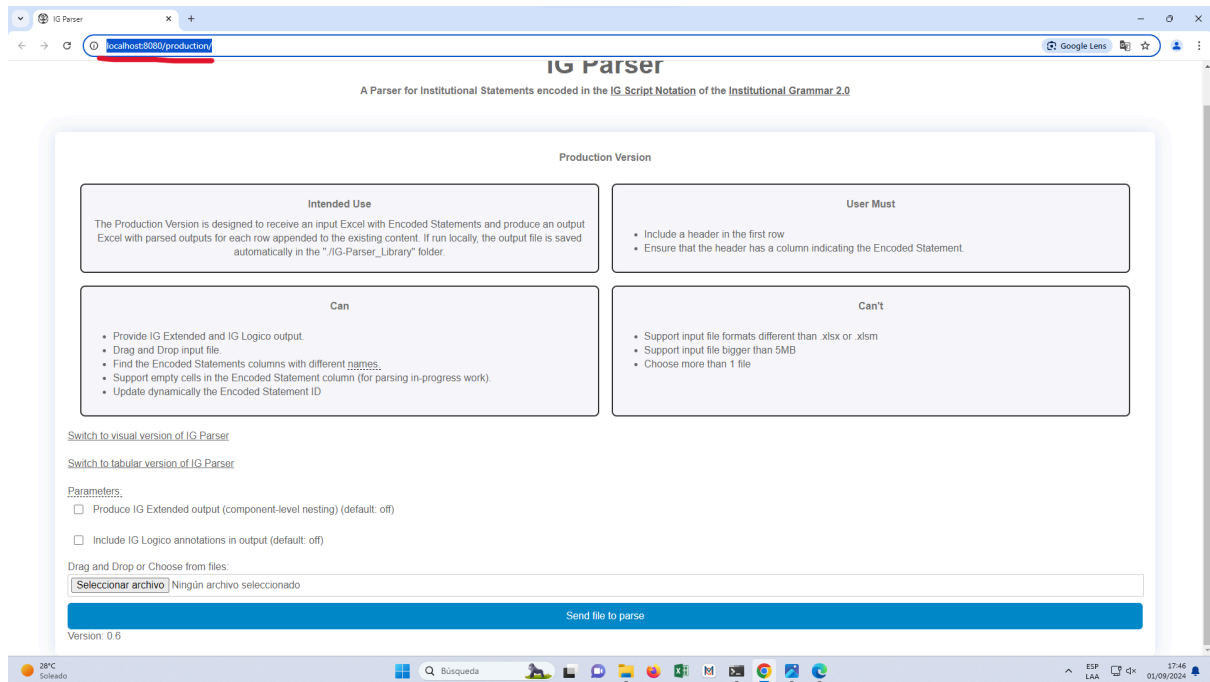 IG Parser
localhost:8080/production/
Google Lens
IG Parser
A Parser for Institutional Statements encoded in the IG Script Notation of the Institutional Grammar 2.0
Production Version
Intended Use
The Production Version is designed to receive an input Excel with Encoded Statements and produce an output
Excel with parsed outputs for each row appended to the existing content. If run locally, the output file is saved
automatically in the "./IG-Parser_Library" folder.
User Must
• Include a header in the first row
• Ensure that the header has a column indicating the Encoded Statement.
Can
• Provide IG Extended and IG Logico output.
• Drag and Drop input file.
• Find the Encoded Statements columns with different names.
• Support empty cells in the Encoded Statement column (for parsing in-progress work).
• Update dynamically the Encoded Statement ID
Can't
• Support input file formats different than .xlsx or .xlsm
• Support input file bigger than 5MB
• Choose more than 1 file
Switch to visual version of IG Parser
Switch to tabular version of IG Parser
Parameters:
Produce IG Extended output (component-level nesting) (default: off)
Include IG Logico annotations in output (default: off)
Drag and Drop or Choose from files:
Seleccionar archivo Ningún archivo seleccionado
Send file to parse
Version: 0.6
28°C
Soleado
Búsqueda
ESP
LAA
17:46
01/09/2024